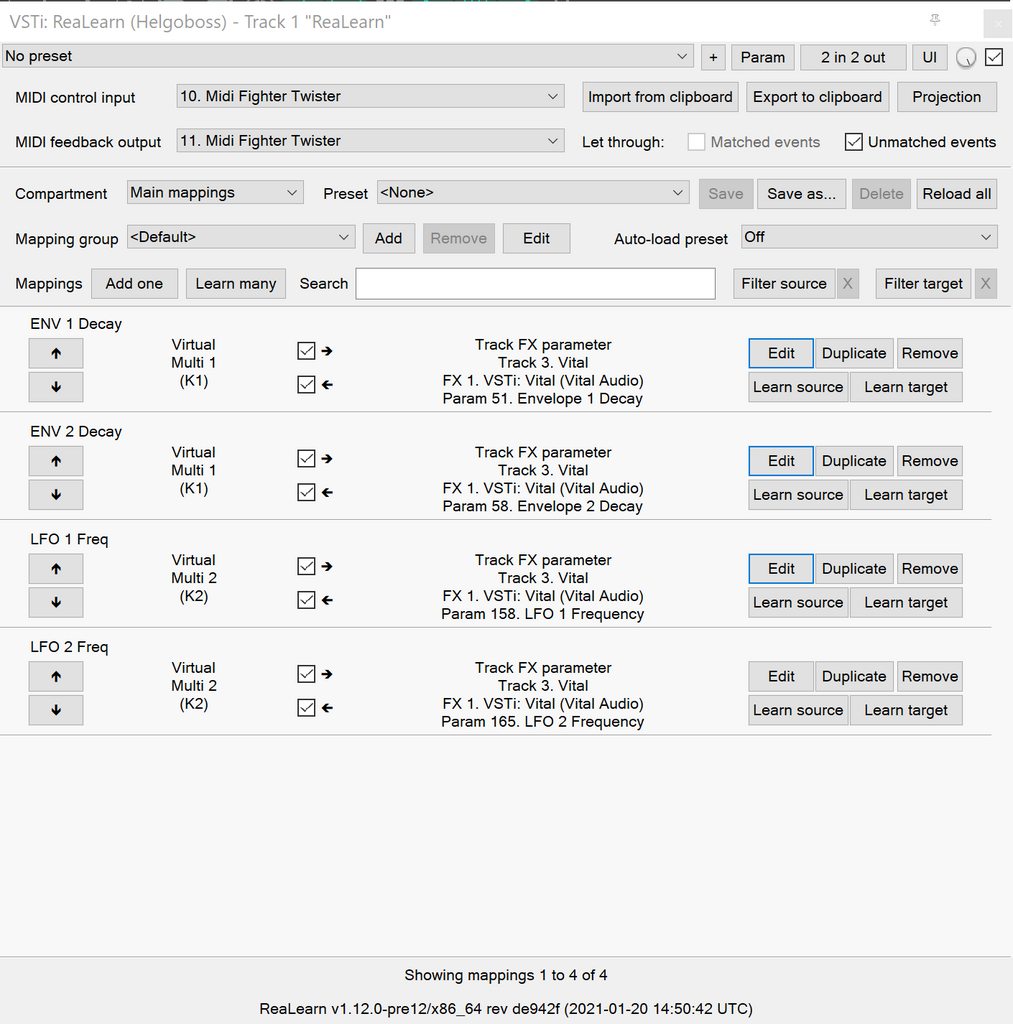 VSTi: ReaLearn (Helgoboss) - Track 1 "ReaLearn"
No preset + Param 2 in 2 out UI
MIDI control input 10. Midi Fighter Twister Import from clipboard Export to clipboard Projection
MIDI feedback output 11. Midi Fighter Twister Let through: Matched events Unmatched events
Compartment Main mappings Preset <None> Save Save as... Delete Reload all
Mapping group <Default> Add Remove Edit Auto-load preset Off
Mappings Add one Learn many Search Filter source X Filter target X
ENV 1 Decay
Virtual
Multi 1
(K1)
Track FX parameter
Track 3. Vital
FX 1. VSTi: Vital (Vital Audio)
Param 51. Envelope 1 Decay
Edit Duplicate Remove
Learn source Learn target
ENV 2 Decay
Virtual
Multi 1
(K1)
Track FX parameter
Track 3. Vital
FX 1. VSTi: Vital (Vital Audio)
Param 58. Envelope 2 Decay
Edit Duplicate Remove
Learn source Learn target
LFO 1 Freq
Virtual
Multi 2
(K2)
Track FX parameter
Track 3. Vital
FX 1. VSTi: Vital (Vital Audio)
Param 158. LFO 1 Frequency
Edit Duplicate Remove
Learn source Learn target
LFO 2 Freq
Virtual
Multi 2
(K2)
Track FX parameter
Track 3. Vital
FX 1. VSTi: Vital (Vital Audio)
Param 165. LFO 2 Frequency
Edit Duplicate Remove
Learn source Learn target
Showing mappings 1 to 4 of 4
ReaLearn v1.12.0-pre12/x86_64 rev de942f (2021-01-20 14:50:42 UTC)